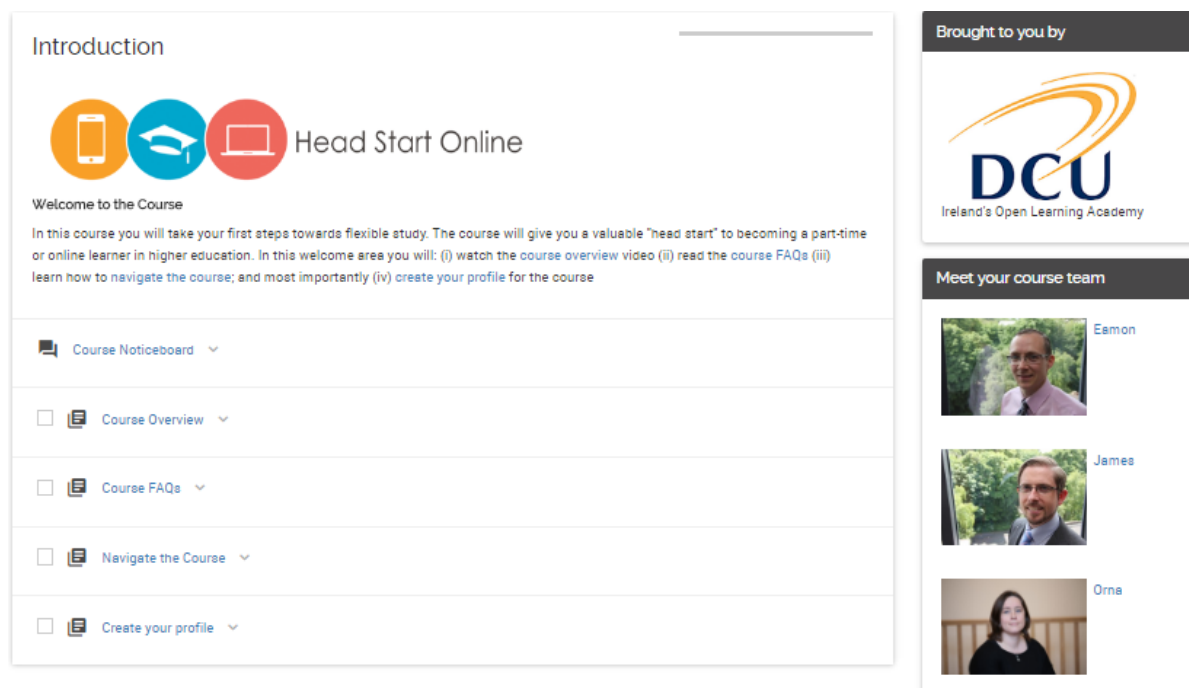 Introduction
Head Start Online
Welcome to the Course
In this course you will take your first steps towards flexible study. The course will give you a valuable "head start" to becoming a part-time
or online learner in higher education. In this welcome area you will: (i) watch the course overview video (ii) read the course FAQs (iii)
learn how to navigate the course; and most importantly (iv) create your profile for the course
Course Noticeboard
Course Overview
Course FAQs
Navigate the Course
Create your profile
Brought to you by
DCU
Ireland's Open Learning Academy
Meet your course team
Eamon
James
Orna